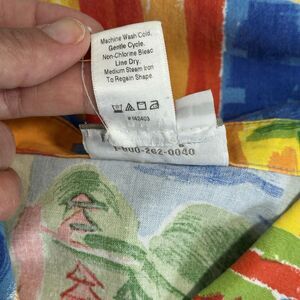 Machine Wash Cold.
Gentle Cycle.
Non-Chlorine Bleac
Line Dry.
Medium Steam Iron
To Regain Shape.
#142403
1-800-262-0040